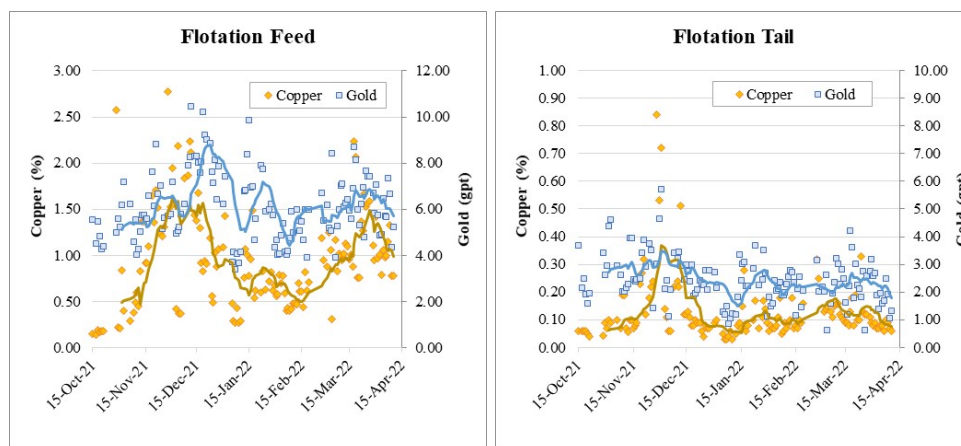 Flotation Feed
Copper Gold
Copper (%)
3.00
2.50
2.00
1.50
1.00
0.50
0.00
12.00
10.00
8.00
6.00
4.00
2.00
0.00
Gold (gpt)
15-Oct-21
15-Nov-21
15-Dec-21
15-Jan-22
15-Feb-22
15-Mar-22
15-Apr-22
Flotation Tail
Copper Gold
Copper (%)
1.00
0.90
0.80
0.70
0.60
0.50
0.40
0.30
0.20
0.10
0.00
10.00
9.00
8.00
7.00
6.00
5.00
4.00
3.00
2.00
1.00
0.00
Gold (gpt)
15-Oct-21
15-Nov-21
15-Dec-21
15-Jan-22
15-Feb-22
15-Mar-22
15-Apr-22